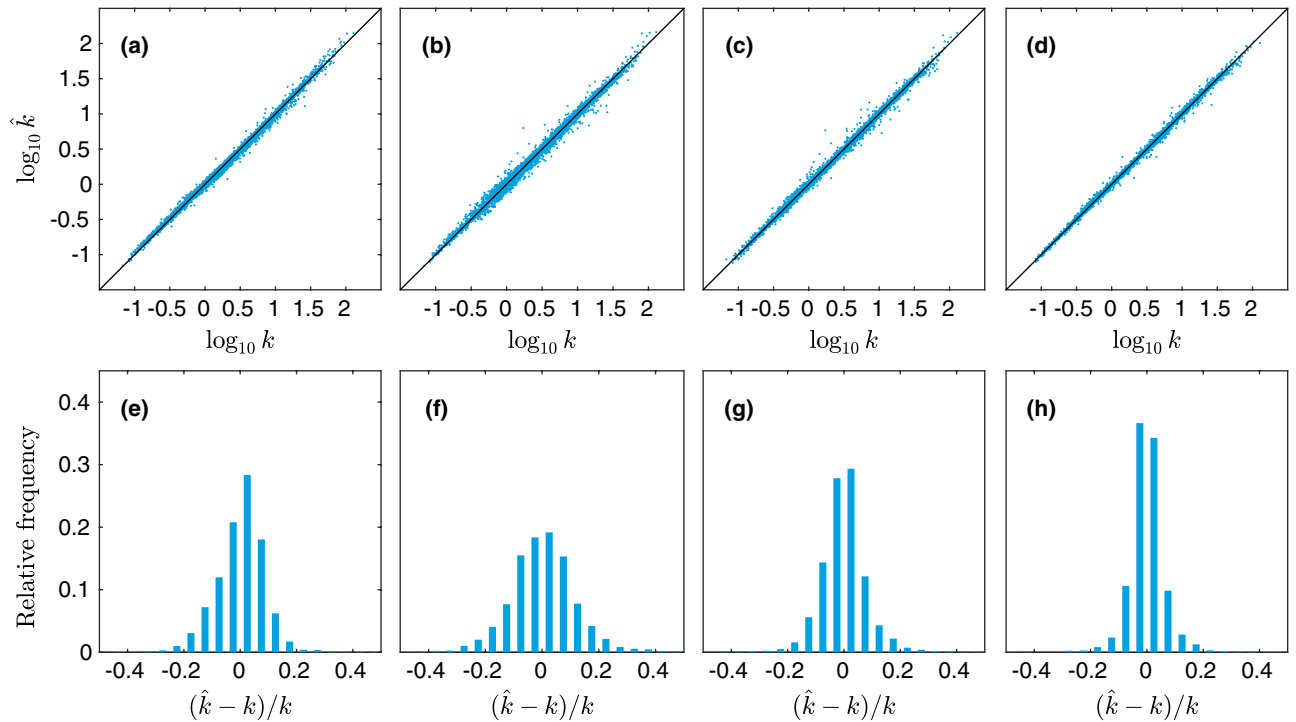 (a)
(b)
(c)
(d)
log₁₀ k̂
2
1.5
1
0.5
0
-0.5
-1
-1 -0.5 0 0.5 1 1.5 2
-1 -0.5 0 0.5 1 1.5 2
-1 -0.5 0 0.5 1 1.5 2
-1 -0.5 0 0.5 1 1.5 2
log₁₀ k
log₁₀ k
log₁₀ k
log₁₀ k
(e)
(f)
(g)
(h)
Relative frequency
0.4
0.3
0.2
0.1
0
-0.4 -0.2 0 0.2 0.4
-0.4 -0.2 0 0.2 0.4
-0.4 -0.2 0 0.2 0.4
-0.4 -0.2 0 0.2 0.4
(k̂ − k)/k
(k̂ − k)/k
(k̂ − k)/k
(k̂ − k)/k